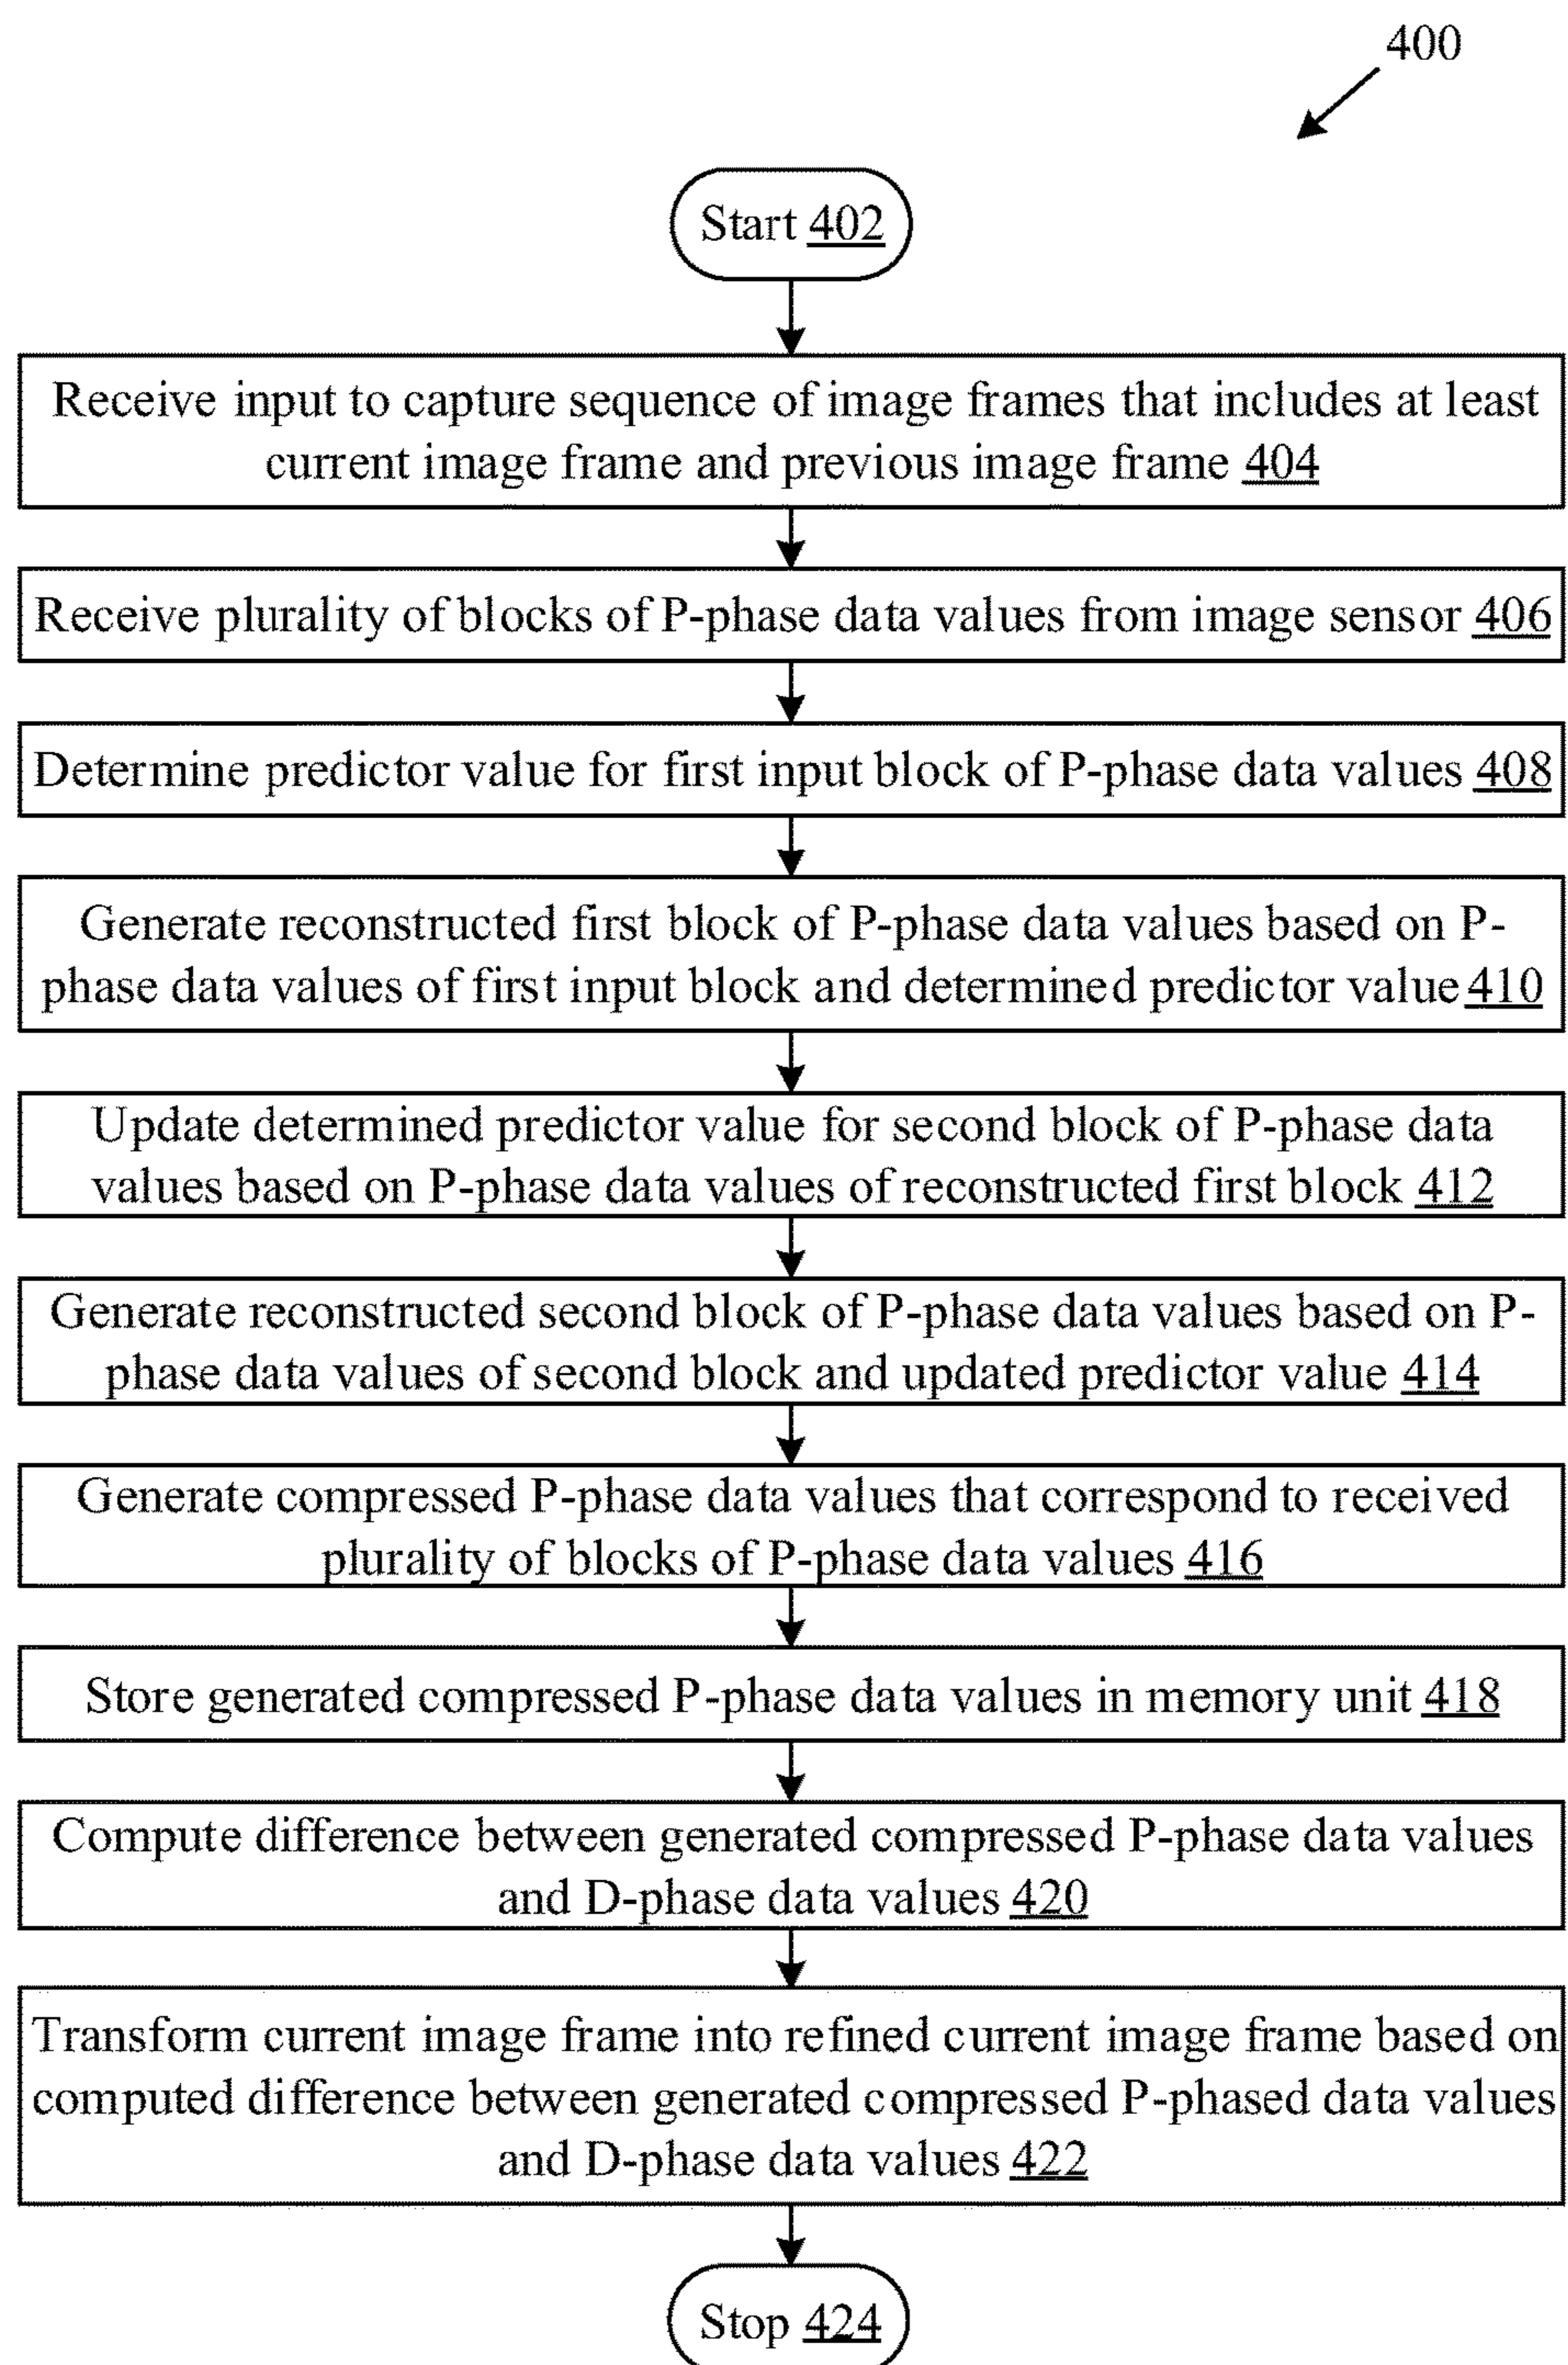 400
Start 402
Receive input to capture sequence of image frames that includes at least
current image frame and previous image frame 404
Receive plurality of blocks of P-phase data values from image sensor 406
Determine predictor value for first input block of P-phase data values 408
Generate reconstructed first block of P-phase data values based on P-
phase data values of first input block and determined predictor value 410
Update determined predictor value for second block of P-phase data
values based on P-phase data values of reconstructed first block 412
Generate reconstructed second block of P-phase data values based on P-
phase data values of second block and updated predictor value 414
Generate compressed P-phase data values that correspond to received
plurality of blocks of P-phase data values 416
Store generated compressed P-phase data values in memory unit 418
Compute difference between generated compressed P-phase data values
and D-phase data values 420
Transform current image frame into refined current image frame based on
computed difference between generated compressed P-phased data values
and D-phase data values 422
Stop 424